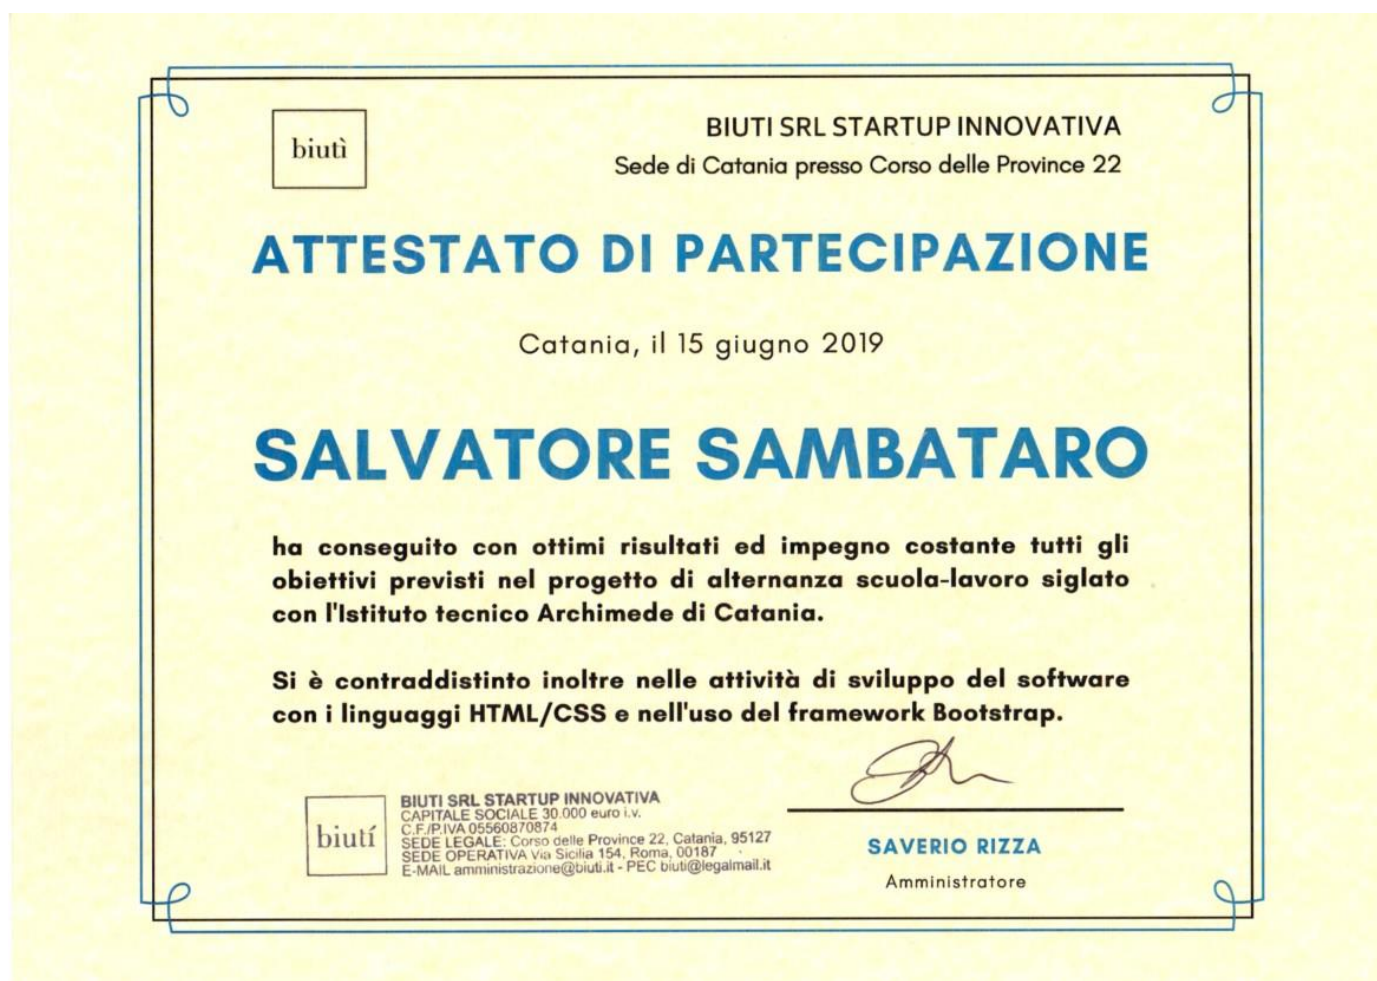 biutì
BIUTI SRL STARTUP INNOVATIVA
Sede di Catania presso Corso delle Province 22
ATTESTATO DI PARTECIPAZIONE
Catania, il 15 giugno 2019
SALVATORE SAMBATARO
ha conseguito con ottimi risultati ed impegno costante tutti gli
obiettivi previsti nel progetto di alternanza scuola-lavoro siglato
con l'Istituto tecnico Archimede di Catania.
Si è contraddistinto inoltre nelle attività di sviluppo del software
con i linguaggi HTML/CSS e nell'uso del framework Bootstrap.
biutí
BIUTI SRL STARTUP INNOVATIVA
CAPITALE SOCIALE 30.000 euro i.v.
C.F./P.IVA 05560870874
SEDE LEGALE: Corso delle Province 22, Catania, 95127
SEDE OPERATIVA Via Sicilia 154, Roma, 00187
E-MAIL amministrazione@biuti.it - PEC biuti@legalmail.it
SAVERIO RIZZA
Amministratore